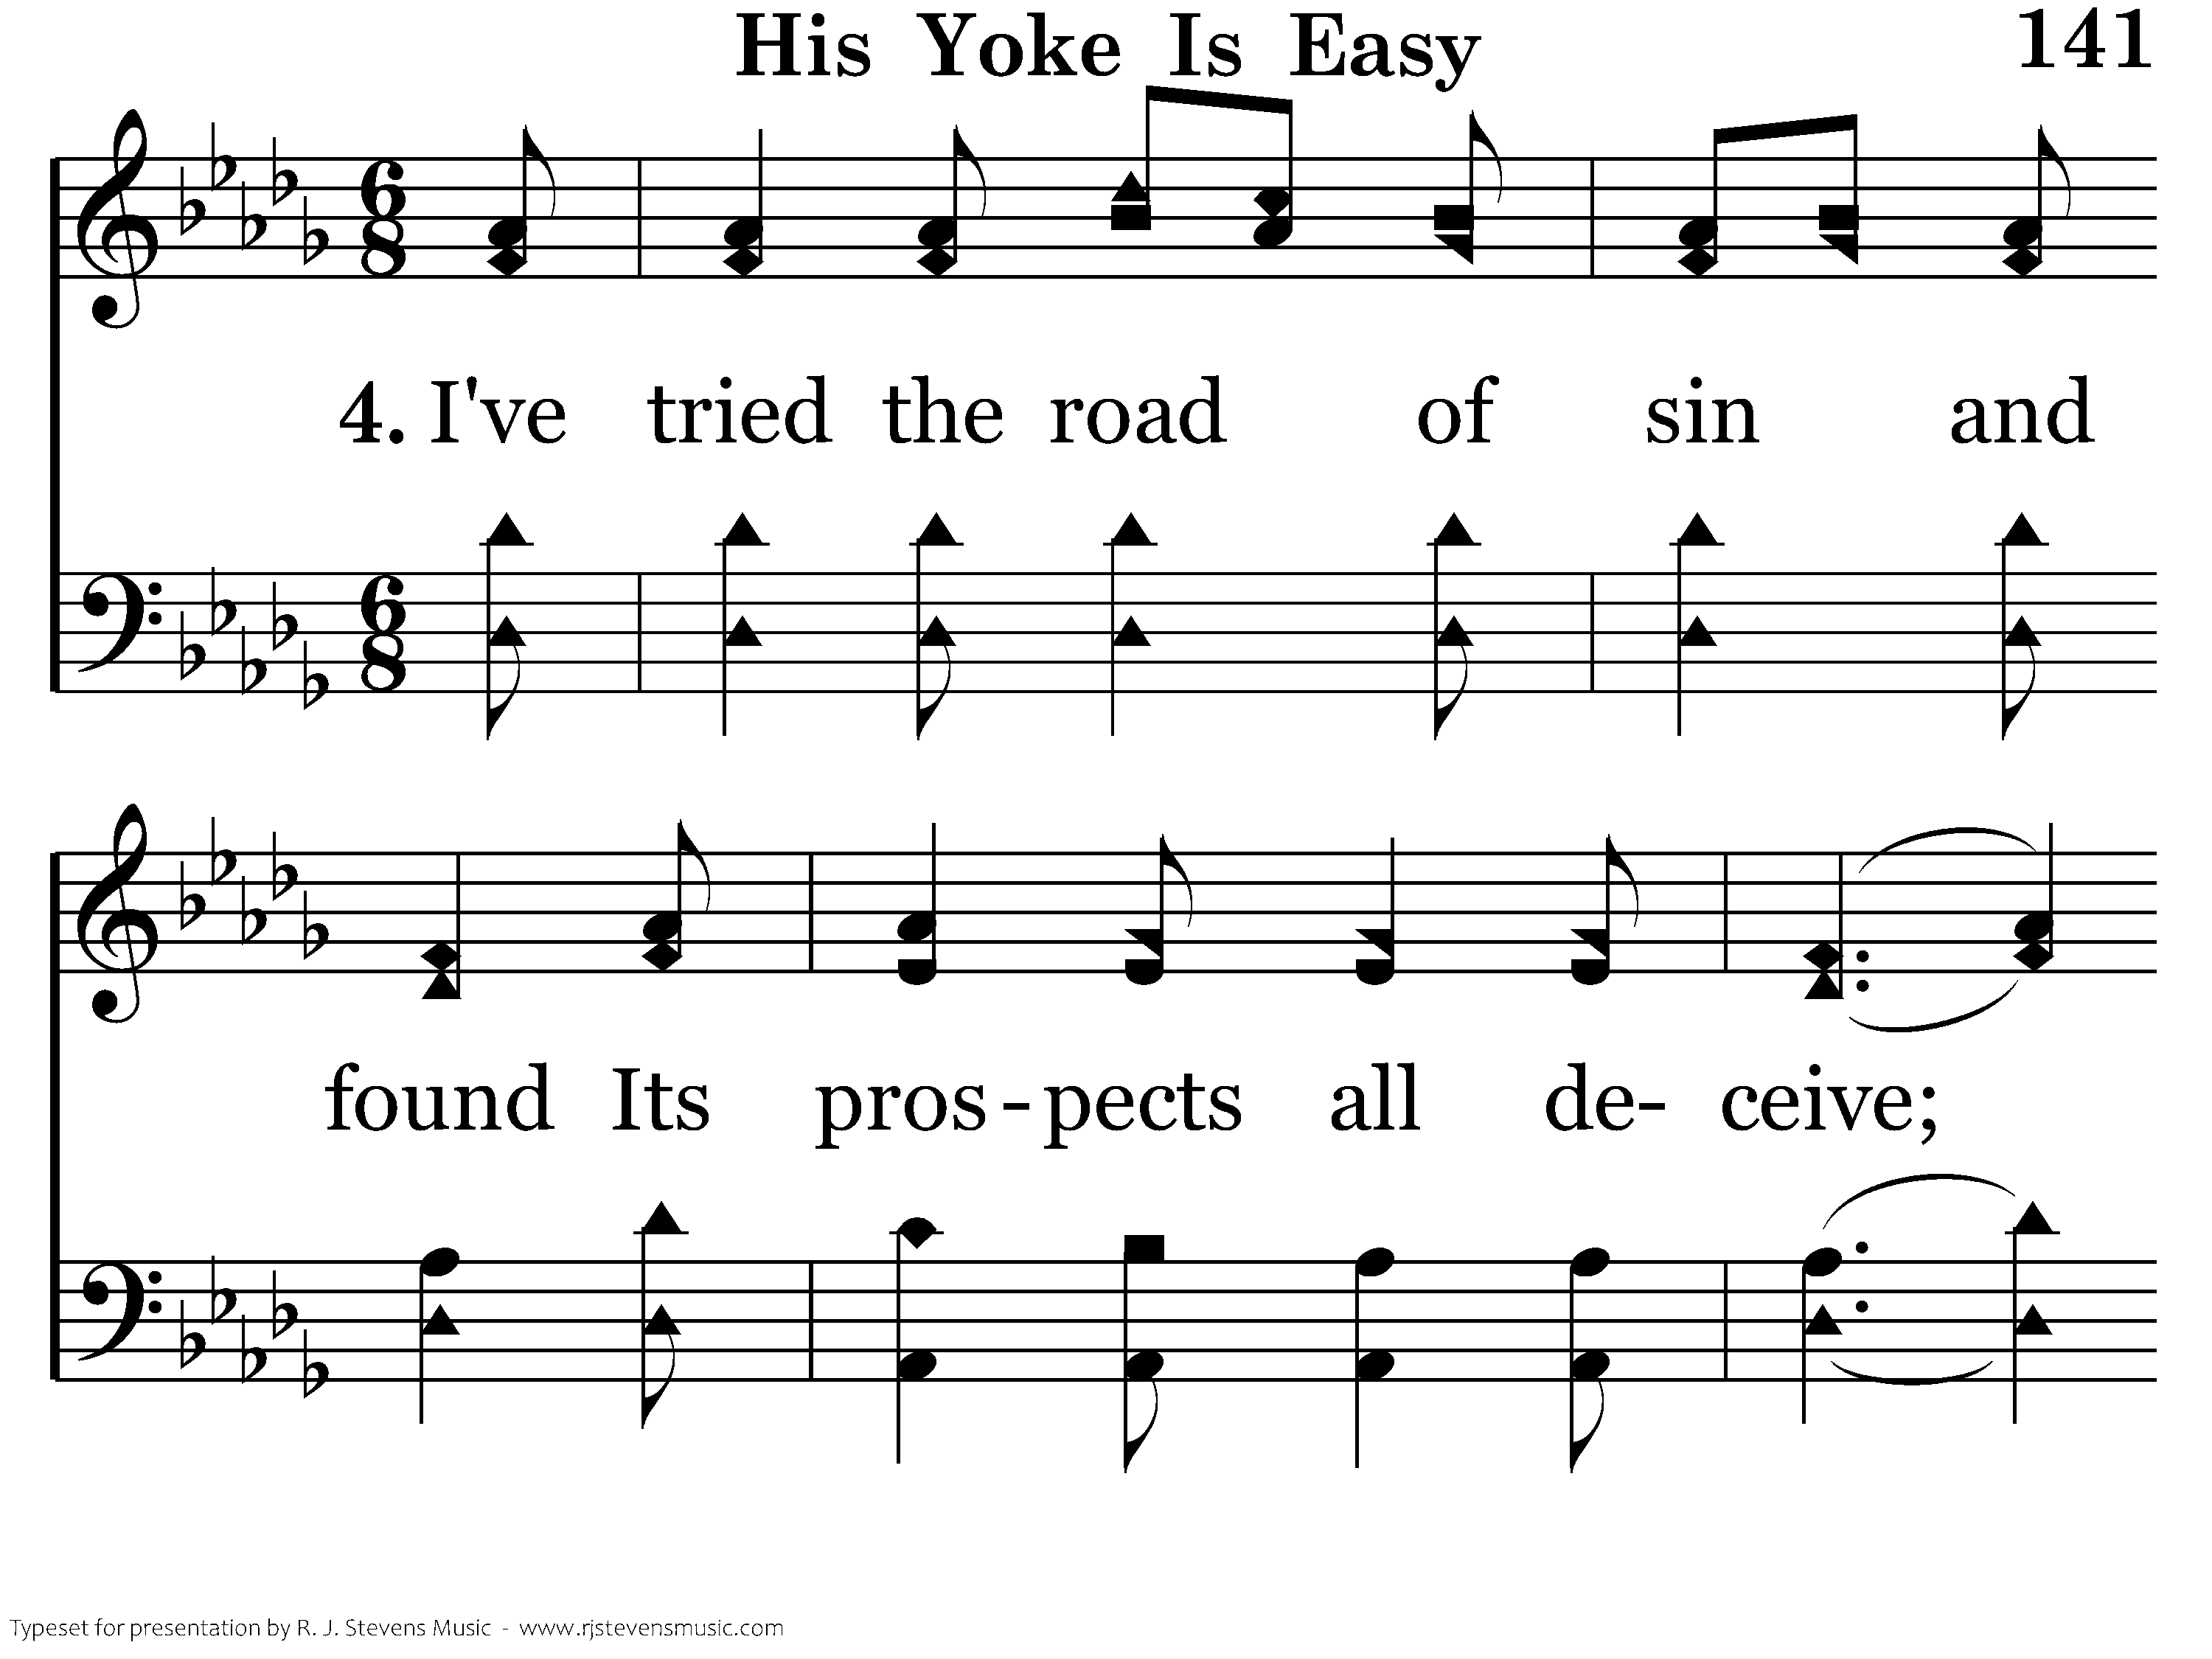 His Yoke Is Easy 141
6 8
4. I've tried the road of sin and
6 8
found Its pros-pects all de-ceive;
Typeset for presentation by R. J. Stevens Music - www.rjstevensmusic.com